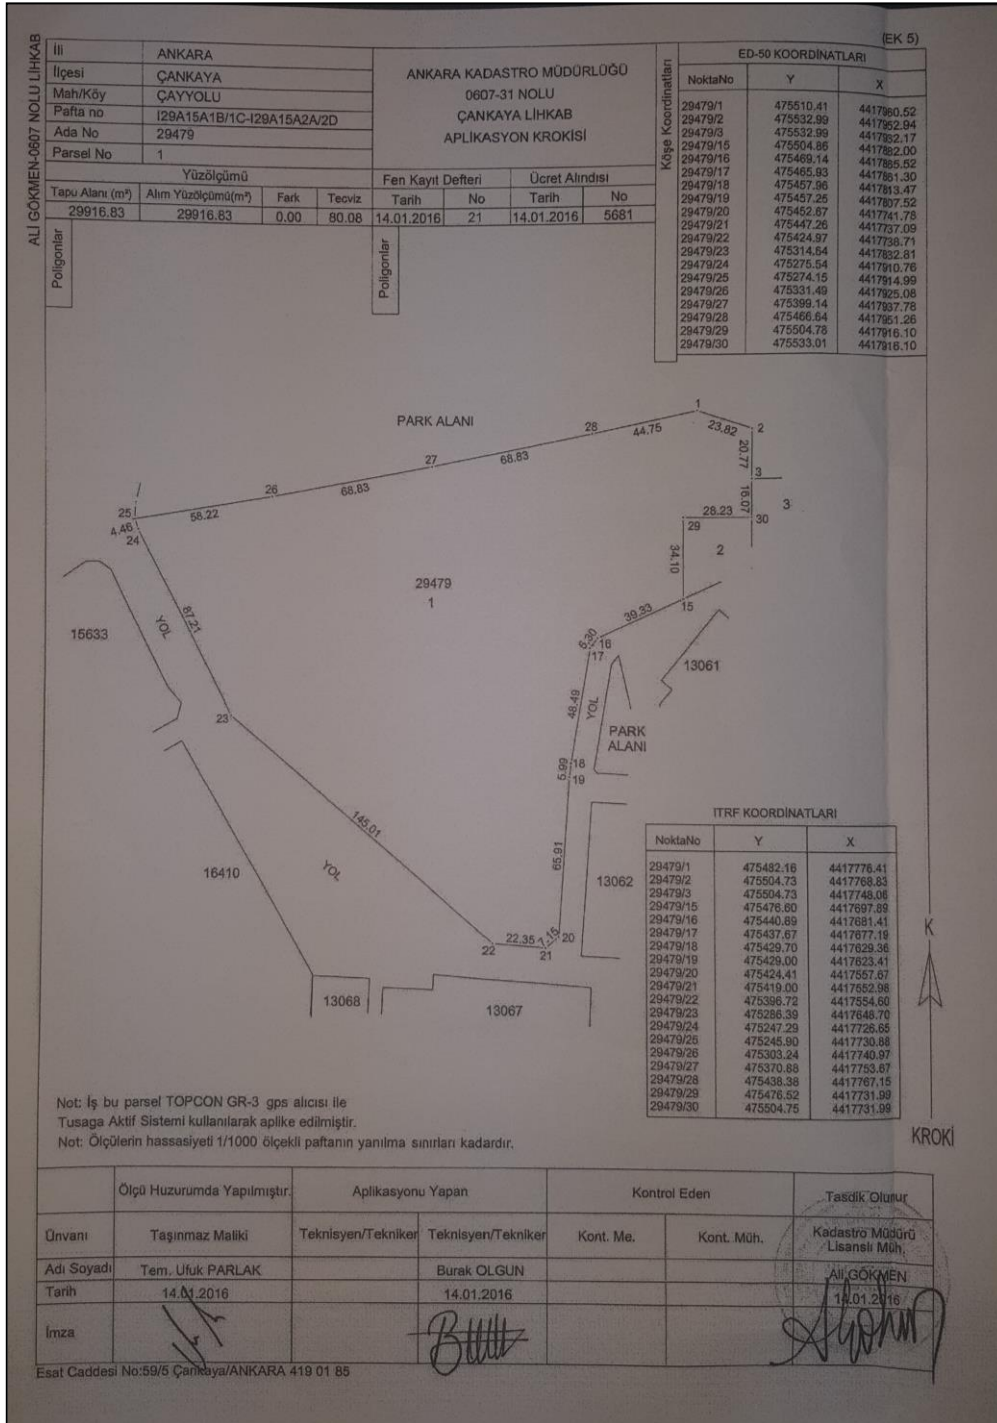 (EK 5)
ALİ GÖKMEN-0607 NOLU LİHKAB
İli ANKARA
İlçesi ÇANKAYA
Mah/Köy ÇAYYOLU
Pafta no I29A15A1B/1C-I29A15A2A/2D
Ada No 29479
Parsel No 1
ANKARA KADASTRO MÜDÜRLÜĞÜ
0607-31 NOLU
ÇANKAYA LİHKAB
APLİKASYON KROKİSİ
Yüzölçümü Fen Kayıt Defteri Ücret Alındısı
Tapu Alanı (m²) Alım Yüzölçümü(m²) Fark Tecviz Tarih No Tarih No
29916.83 29916.83 0.00 80.08 14.01.2016 21 14.01.2016 5681
Poligonlar
Poligonlar
Köşe Koordinatları
ED-50 KOORDİNATLARI
NoktaNo Y X
29479/1 475510.41 4417960.52
29479/2 475532.99 4417952.94
29479/3 475532.99 4417932.17
29479/15 475504.86 4417882.00
29479/16 475469.14 4417865.52
29479/17 475465.93 4417861.30
29479/18 475457.96 4417813.47
29479/19 475457.25 4417807.52
29479/20 475452.67 4417741.78
29479/21 475447.26 4417737.09
29479/22 475424.97 4417738.71
29479/23 475314.64 4417832.81
29479/24 475275.54 4417910.76
29479/25 475274.15 4417914.99
29479/26 475331.49 4417925.08
29479/27 475399.14 4417937.78
29479/28 475466.64 4417951.26
29479/29 475504.78 4417916.10
29479/30 475533.01 4417916.10
PARK ALANI
1
28
44.75
23.82
2
27
68.83
20.77
3
26
68.83
16.07
3
25
58.22
28.23
30
4.46
24
29
2
34.10
29479
1
87.21
YOL
15633
39.33
15
6.30
16
17
13061
23
48.49
YOL
PARK
ALANI
5.99
18
19
145.01
16410
YOL
65.91
13062
22
22.35
7.15
20
21
13068
13067
ITRF KOORDİNATLARI
NoktaNo Y X
29479/1 475482.16 4417776.41
29479/2 475504.73 4417768.83
29479/3 475504.73 4417748.06
29479/15 475476.60 4417697.89
29479/16 475440.89 4417681.41
29479/17 475437.67 4417677.19
29479/18 475429.70 4417629.36
29479/19 475429.00 4417623.41
29479/20 475424.41 4417557.67
29479/21 475419.00 4417552.98
29479/22 475396.72 4417554.60
29479/23 475286.39 4417648.70
29479/24 475247.29 4417726.65
29479/25 475245.90 4417730.88
29479/26 475303.24 4417740.97
29479/27 475370.88 4417753.67
29479/28 475438.38 4417767.15
29479/29 475476.52 4417731.99
29479/30 475504.75 4417731.99
K
KROKİ
Not: İş bu parsel TOPCON GR-3 gps alıcısı ile
Tusaga Aktif Sistemi kullanılarak aplike edilmiştir.
Not: Ölçülerin hassasiyeti 1/1000 ölçekli paftanın yanılma sınırları kadardır.
Ölçü Huzurumda Yapılmıştır. Aplikasyonu Yapan Kontrol Eden Tasdik Olunur
Ünvanı Taşınmaz Maliki Teknisyen/Tekniker Teknisyen/Tekniker Kont. Me. Kont. Müh. Kadastro Müdürü
Lisanslı Müh.
Adı Soyadı Tem. Ufuk PARLAK Burak OLGUN Ali GÖKMEN
Tarih 14.01.2016 14.01.2016 14.01.2016
İmza
Esat Caddesi No:59/5 Çankaya/ANKARA 419 01 85